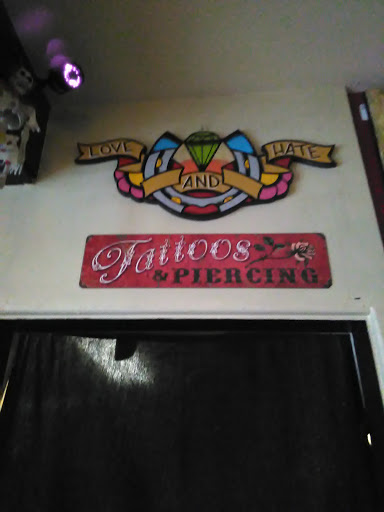 LOVE AND HATE
Tattoos
& PIERCING